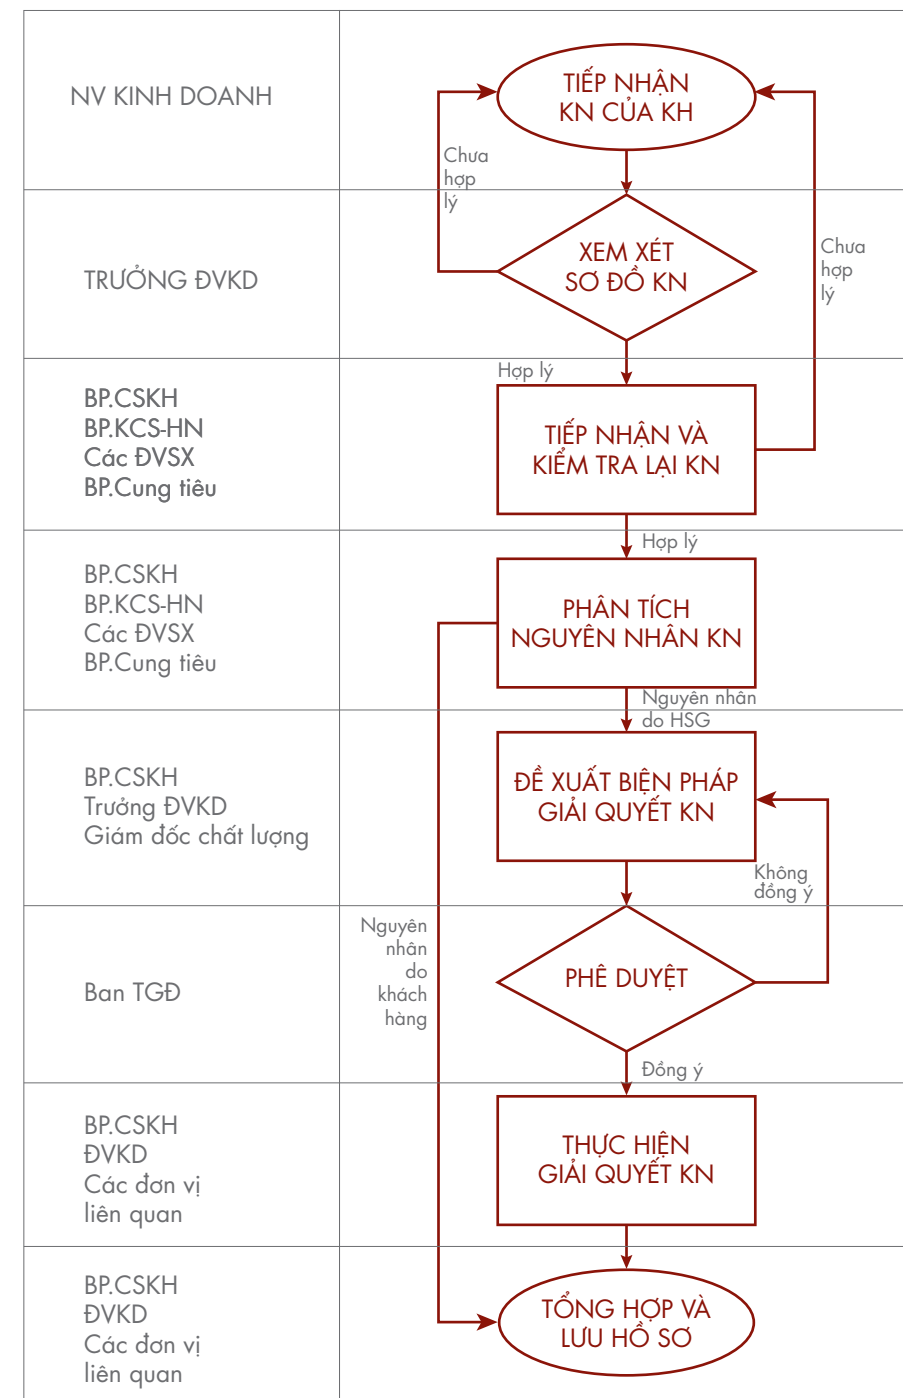 NV KINH DOANH
TIẾP NHẬN
KN CỦA KH
Chưa
hợp
lý
TRƯỞNG ĐVKD
XEM XÉT
SƠ ĐỒ KN
Chưa
hợp
lý
Hợp lý
BP.CSKH
BP.KCS-HN
Các ĐVSX
BP.Cung tiêu
TIẾP NHẬN VÀ
KIỂM TRA LẠI KN
Hợp lý
BP.CSKH
BP.KCS-HN
Các ĐVSX
BP.Cung tiêu
PHÂN TÍCH
NGUYÊN NHÂN KN
Nguyên nhân
do HSG
BP.CSKH
Trưởng ĐVKD
Giám đốc chất lượng
ĐỀ XUẤT BIỆN PHÁP
GIẢI QUYẾT KN
Không
đồng ý
Nguyên
nhân
do
khách
hàng
Ban TGĐ
PHÊ DUYỆT
Đồng ý
BP.CSKH
ĐVKD
Các đơn vị
liên quan
THỰC HIỆN
GIẢI QUYẾT KN
BP.CSKH
ĐVKD
Các đơn vị
liên quan
TỔNG HỢP VÀ
LƯU HỒ SƠ